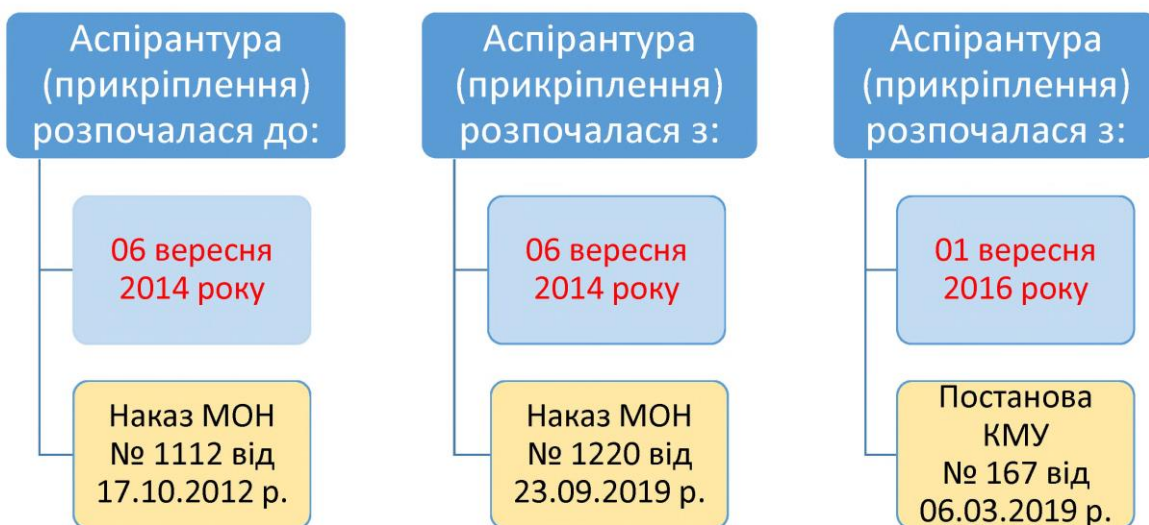 Аспірантура
(прикріплення)
розпочалася до:
06 вересня
2014 року
Наказ МОН
№ 1112 від
17.10.2012 р.
Аспірантура
(прикріплення)
розпочалася з:
06 вересня
2014 року
Наказ МОН
№ 1220 від
23.09.2019 р.
Аспірантура
(прикріплення)
розпочалася з:
01 вересня
2016 року
Постанова
КМУ
№ 167 від
06.03.2019 р.